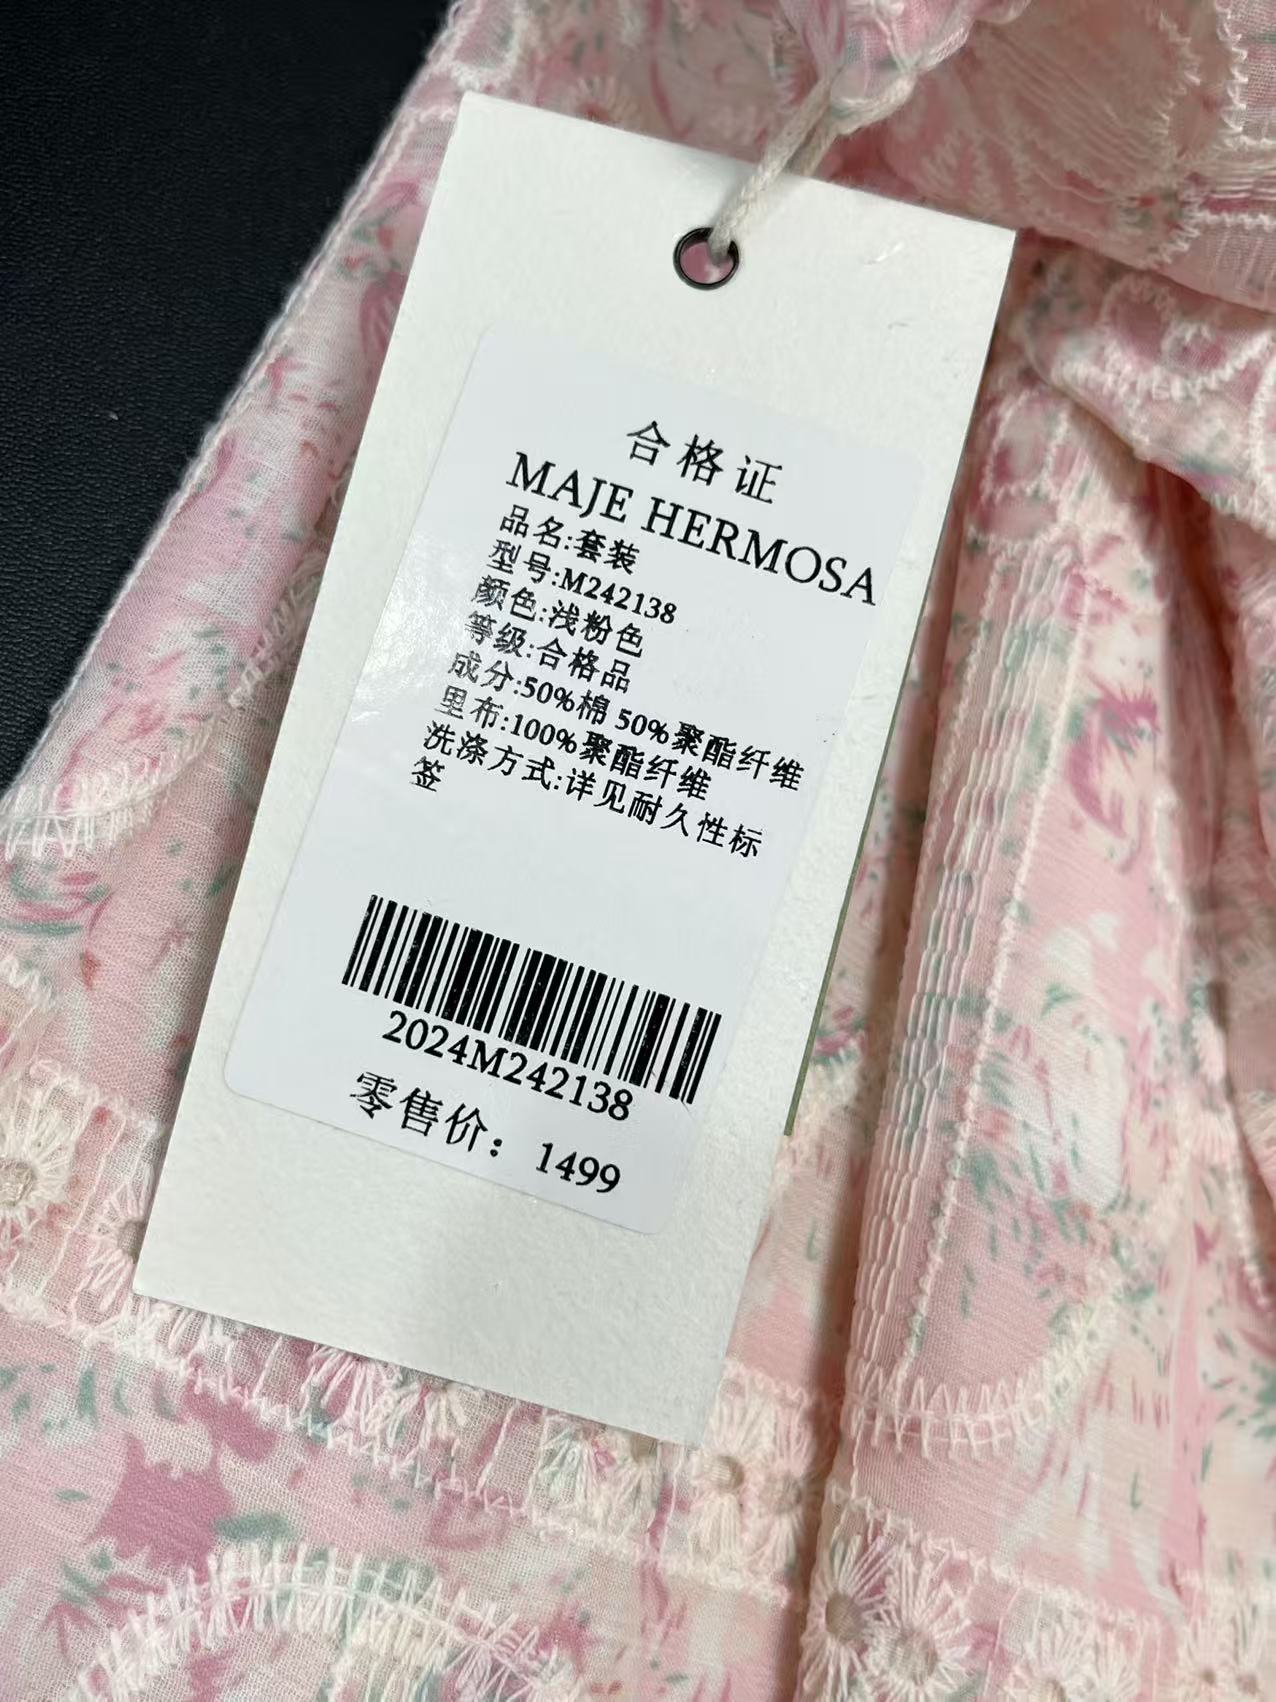 合格证
MAJE HERMOSA
品名:套装
型号:M242138
颜色:浅粉色
等级:合格品
成分:50%棉 50%聚酯纤维
里布:100%聚酯纤维
洗涤方式:详见耐久性标
签
2024M242138
零售价：1499